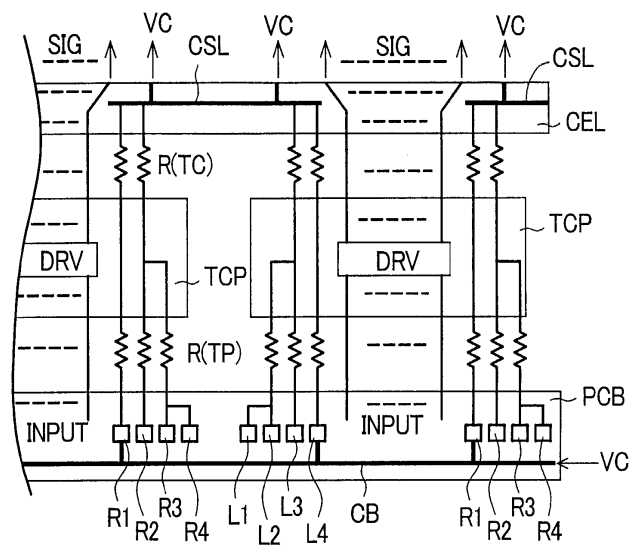 VC VC VC
SIG CSL SIG CSL
CEL
R(TC)
TCP
DRV TCP DRV
R(TP)
PCB
INPUT INPUT
VC
R1 R2 R3 R4 L1 L2 L3 L4 CB R1 R2 R3 R4